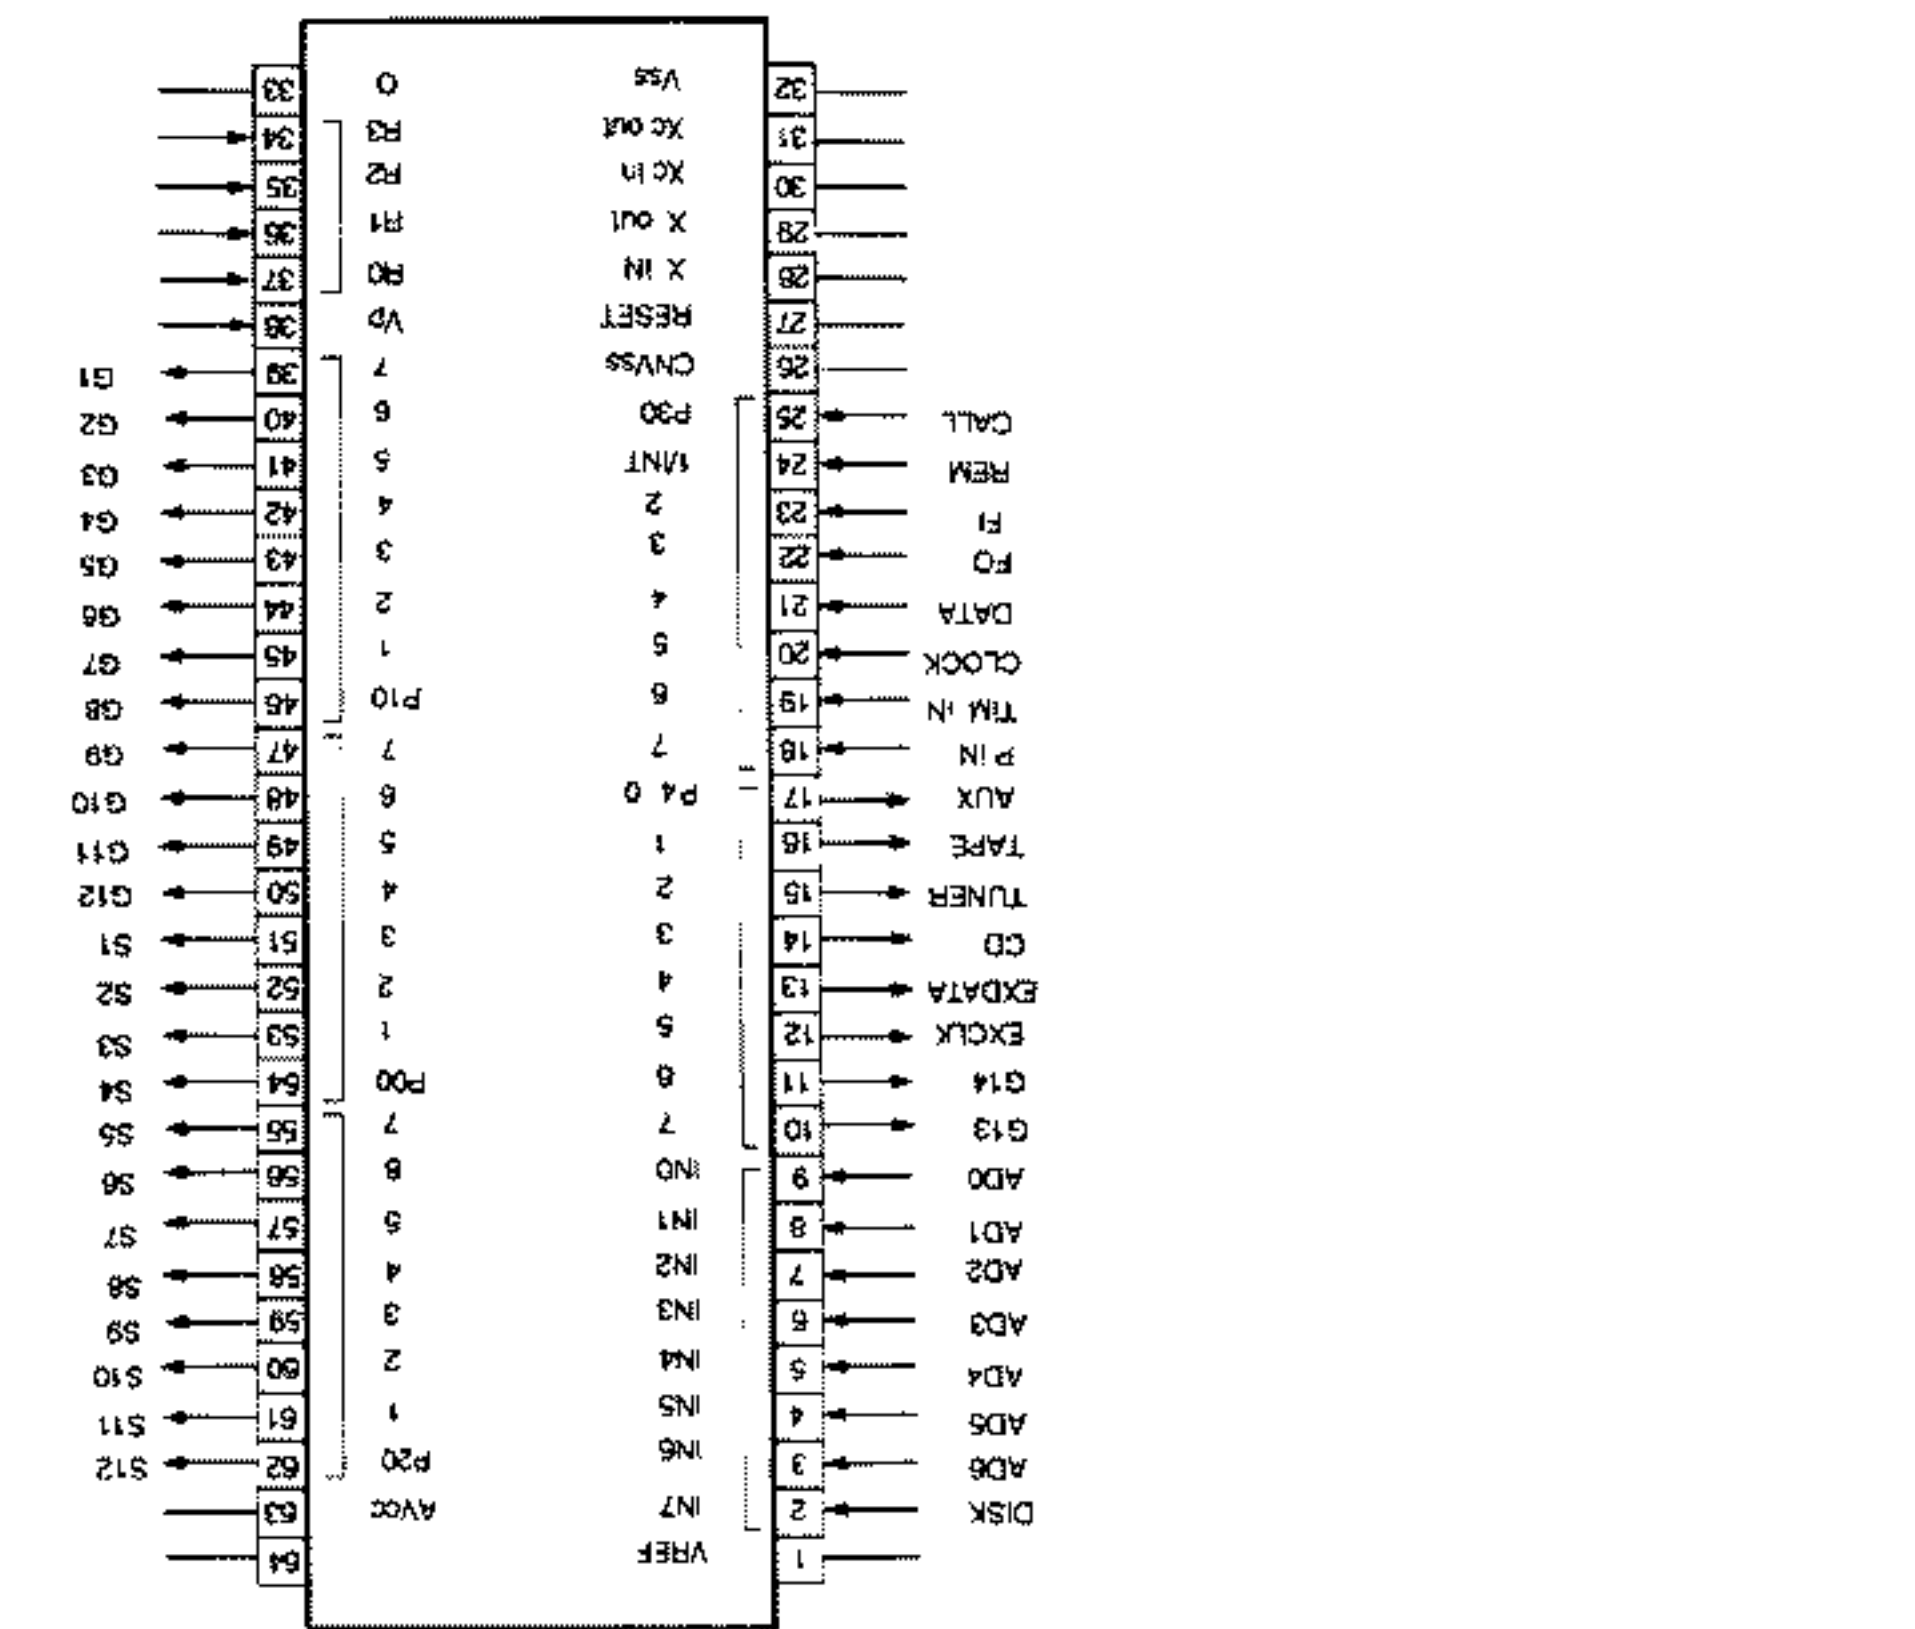 1 VREF 64
DISK 2 IN7 AVCC 63
AD6 3 IN6 P20 62 S12
AD5 4 IN5 1 61 S11
AD4 5 IN4 2 60 S10
AD3 6 IN3 3 59 S9
AD2 7 IN2 4 58 S8
AD1 8 IN1 5 57 S7
AD0 9 IN0 6 56 S6
G13 10 7 7 55 S5
G14 11 6 P00 54 S4
EXCLK 12 5 1 53 S3
EXDATA 13 4 2 52 S2
CD 14 3 3 51 S1
TUNER 15 2 4 50 G12
TAPE 16 1 5 49 G11
AUX 17 P4 0 6 48 G10
P IN 18 7 7 47 G9
TIM IN 19 6 P10 46 G8
CLOCK 20 5 1 45 G7
DATA 21 4 2 44 G6
FO 22 3 3 43 G5
FI 23 2 4 42 G4
REM 24 1/INT 5 41 G3
CALL 25 P30 6 40 G2
26 CNVss 7 39 G1
27 RESET Vp 38
28 X IN R0 37
29 X out R1 36
30 Xc in R2 35
31 Xc out R3 34
32 Vss O 33